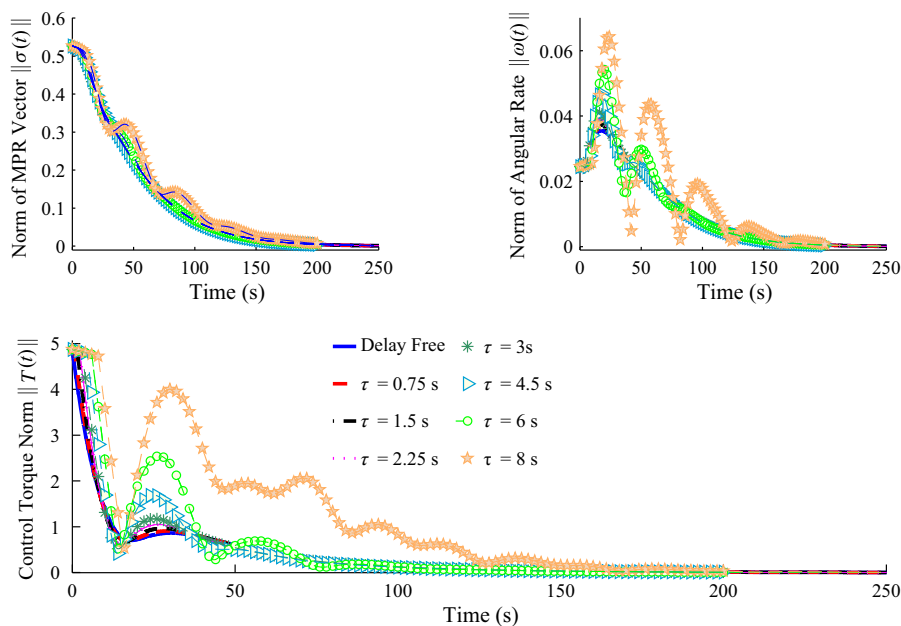 0.6
0.5
0.4
0.3
0.2
0.1
0
Norm of MPR Vector ||σ(t)||
0 50 100 150 200 250
Time (s)
0.06
0.04
0.02
0
Norm of Angular Rate ||ω(t)||
0 50 100 150 200 250
Time (s)
5
4
3
2
1
0
Control Torque Norm ||T(t)||
Delay Free
τ = 0.75 s
τ = 1.5 s
τ = 2.25 s
τ = 3s
τ = 4.5 s
τ = 6 s
τ = 8 s
0 50 100 150 200 250
Time (s)